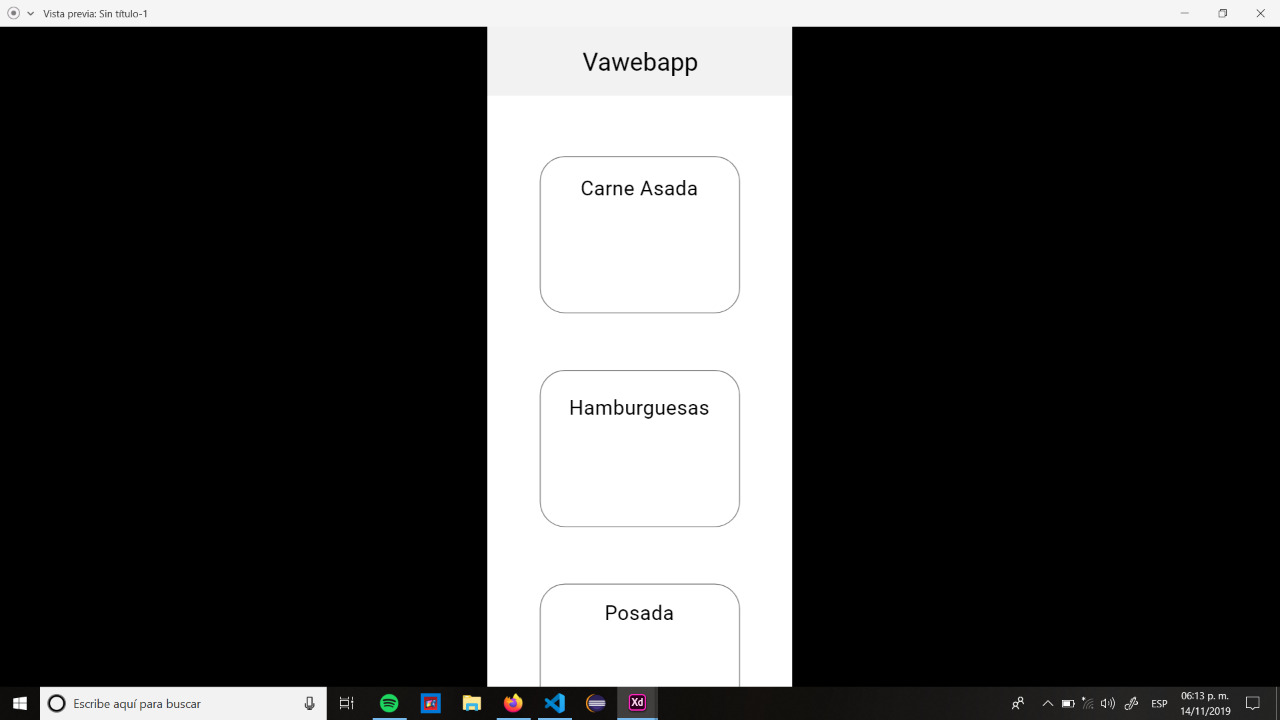 Vista previa: Sin título-1
Vawebapp
Carne Asada
Hamburguesas
Posada
Escribe aquí para buscar
Xd
ESP
06:13 p. m.
14/11/2019